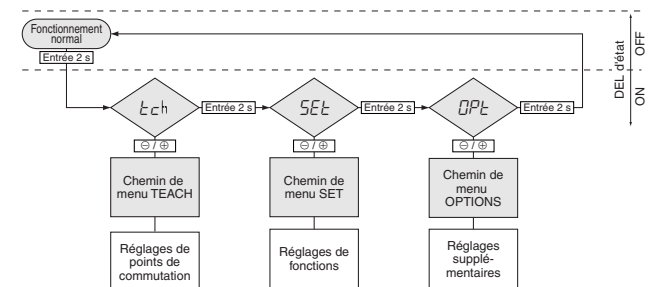 Fonctionnement
normal
Entrée 2 s
tch
Entrée 2 s
SEt
Entrée 2 s
OPt
Entrée 2 s
⊖ / ⊕
⊖ / ⊕
⊖ / ⊕
Chemin de
menu TEACH
Chemin de
menu SET
Chemin de
menu
OPTIONS
Réglages de
points de
commutation
Réglages de
fonctions
Réglages
supplé-
mentaires
DEL d'état
ON OFF